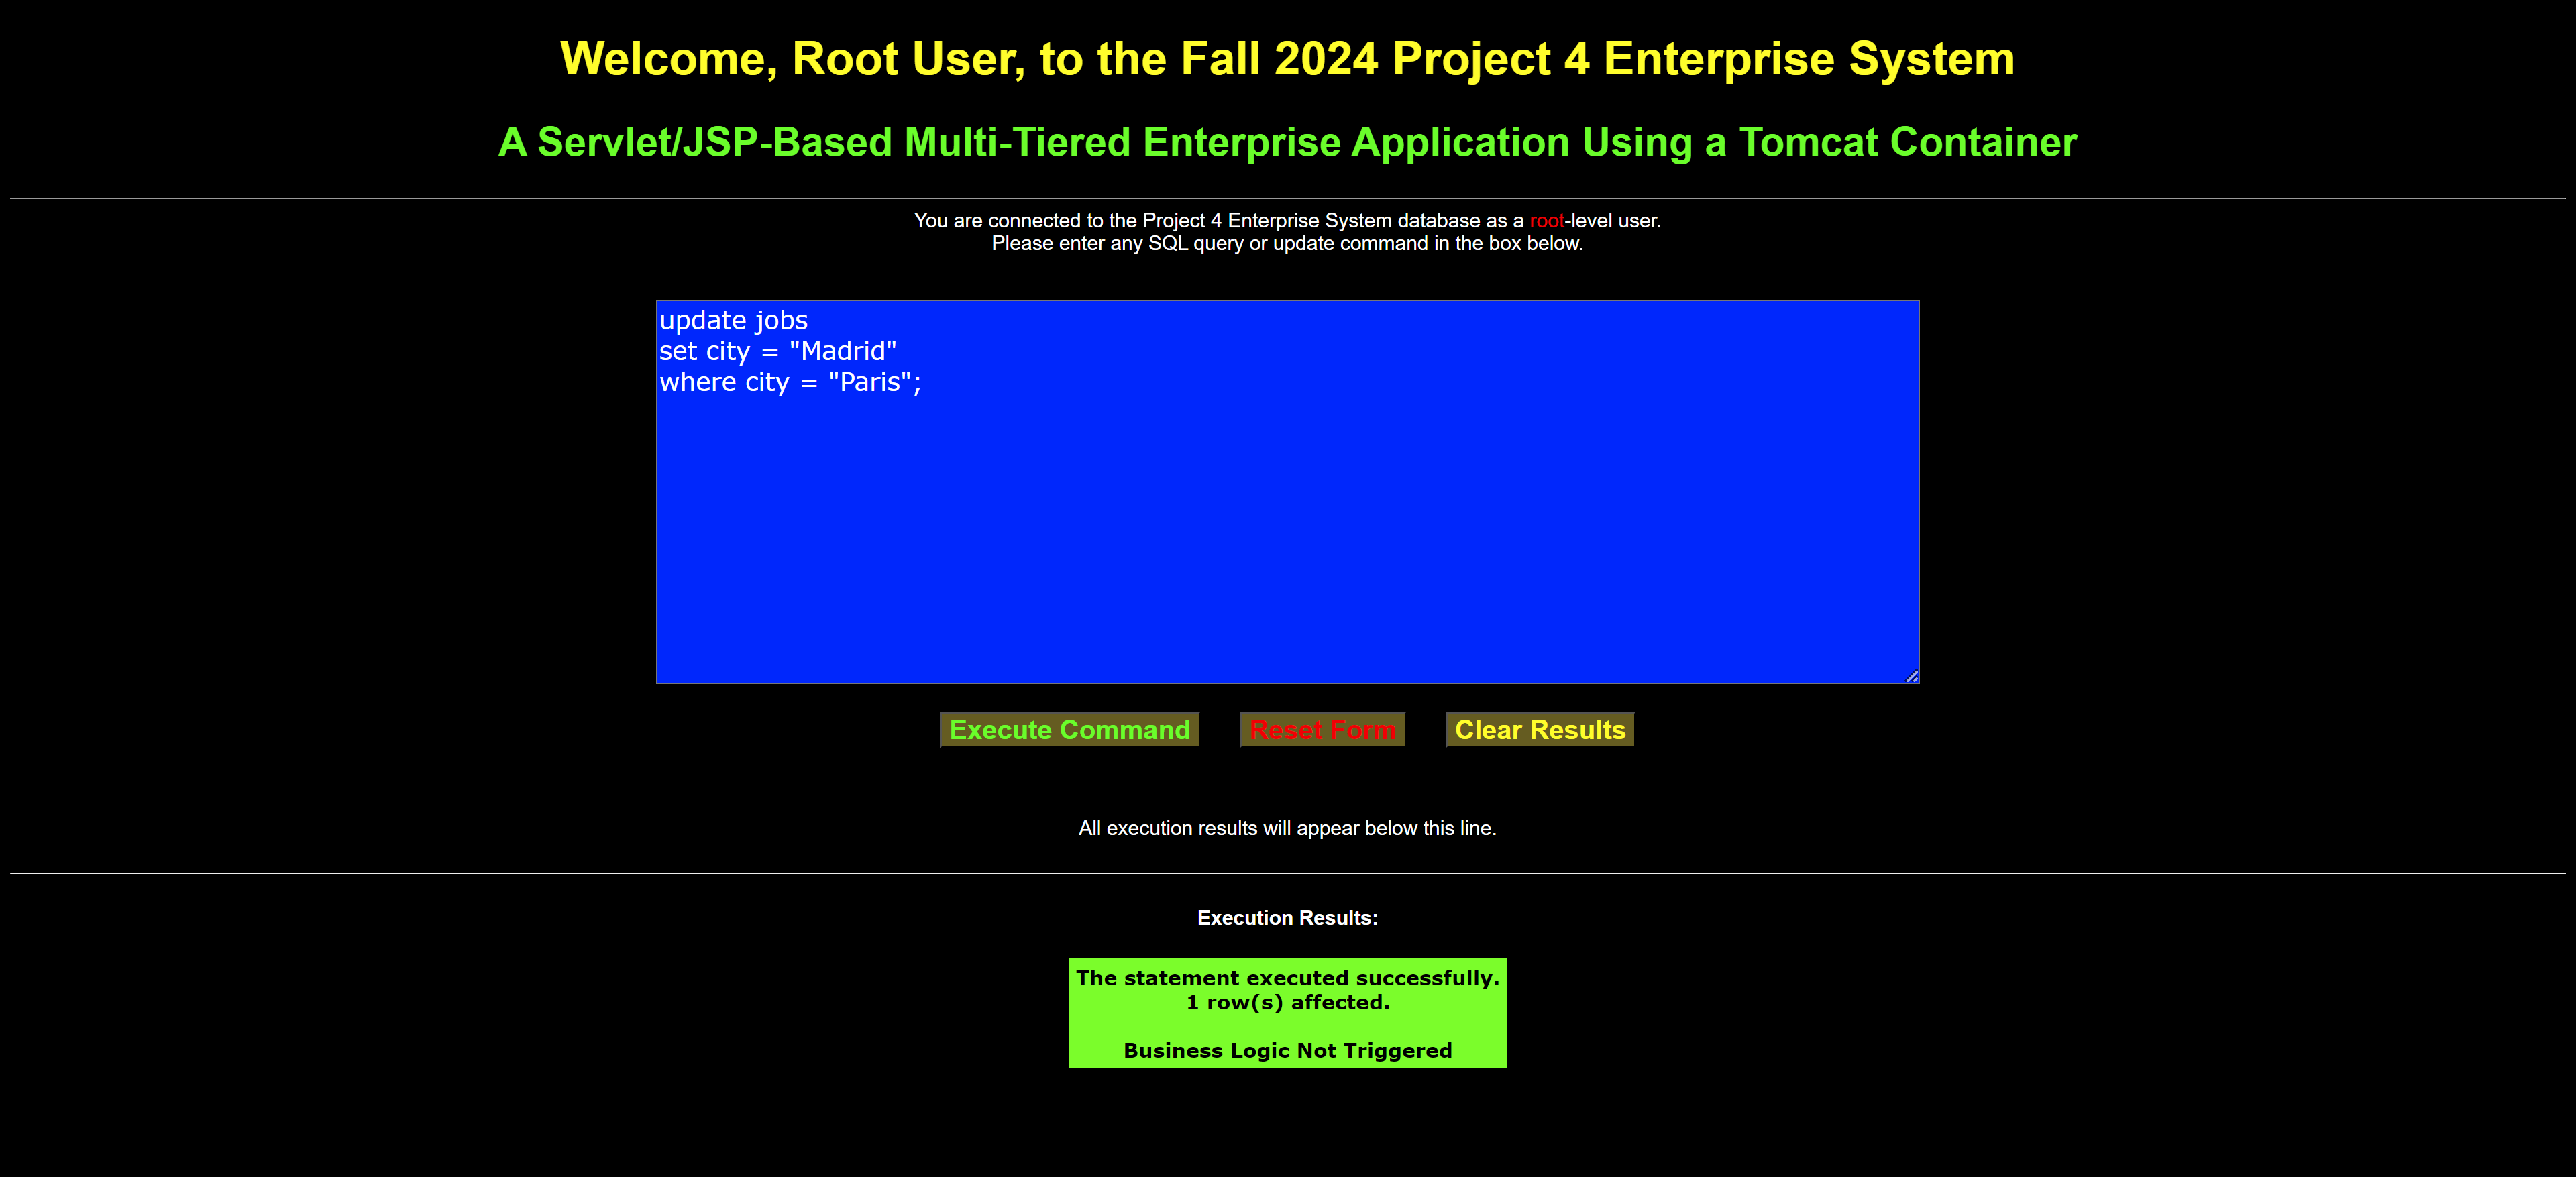 Welcome, Root User, to the Fall 2024 Project 4 Enterprise System
A Servlet/JSP-Based Multi-Tiered Enterprise Application Using a Tomcat Container
You are connected to the Project 4 Enterprise System database as a root-level user.
Please enter any SQL query or update command in the box below.
update jobs
set city = "Madrid"
where city = "Paris";
Execute Command Reset Form Clear Results
All execution results will appear below this line.
Execution Results:
The statement executed successfully.
1 row(s) affected.
Business Logic Not Triggered